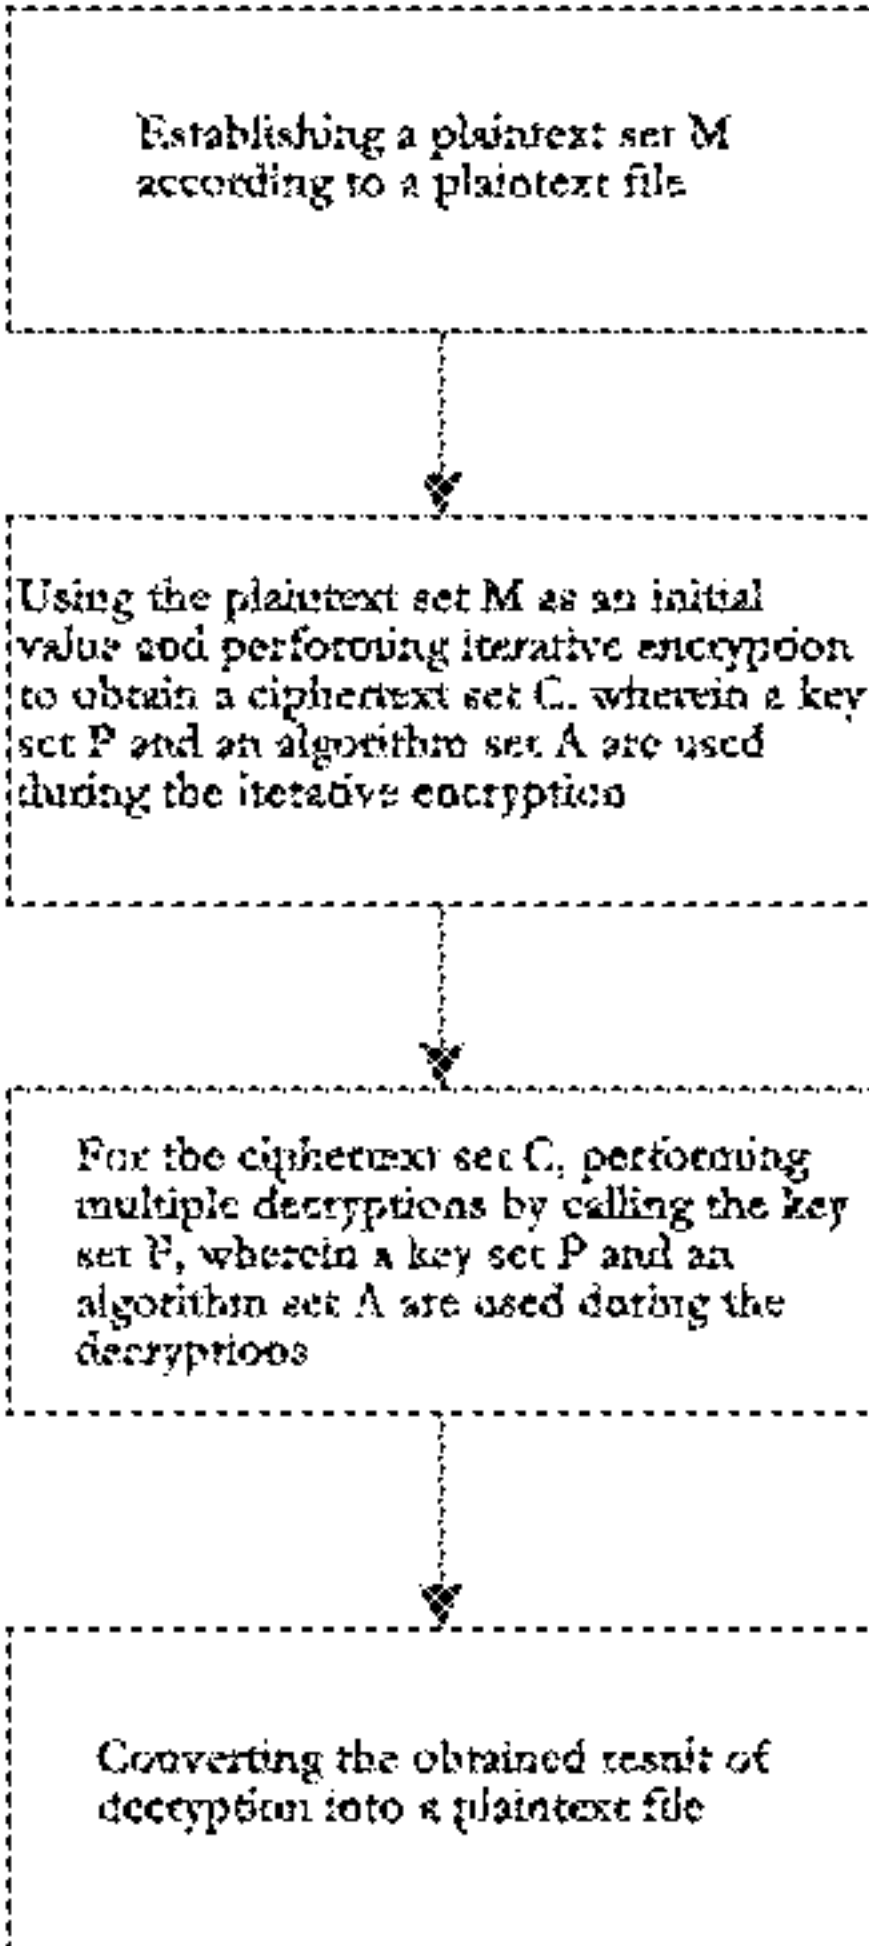 Establishing a plaintext set M
according to a plaintext file
Using the plaintext set M as an initial
value and performing iterative encryption
to obtain a ciphertext set C, wherein a key
set P and an algorithm set A are used
during the iterative encryption
For the ciphertext set C, performing
multiple decryptions by calling the key
set P, wherein a key set P and an
algorithm set A are used during the
decryptions
Converting the obtained result of
decryption into a plaintext file